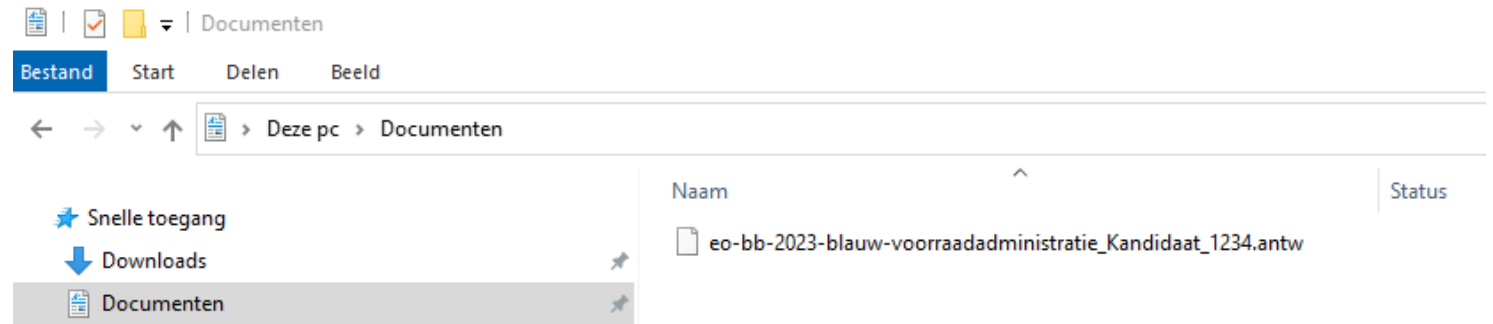 Documenten
Bestand Start Delen Beeld
Deze pc Documenten
Naam Status
Snelle toegang
eo-bb-2023-blauw-voorraadadministratie_Kandidaat_1234.antw
Downloads
Documenten